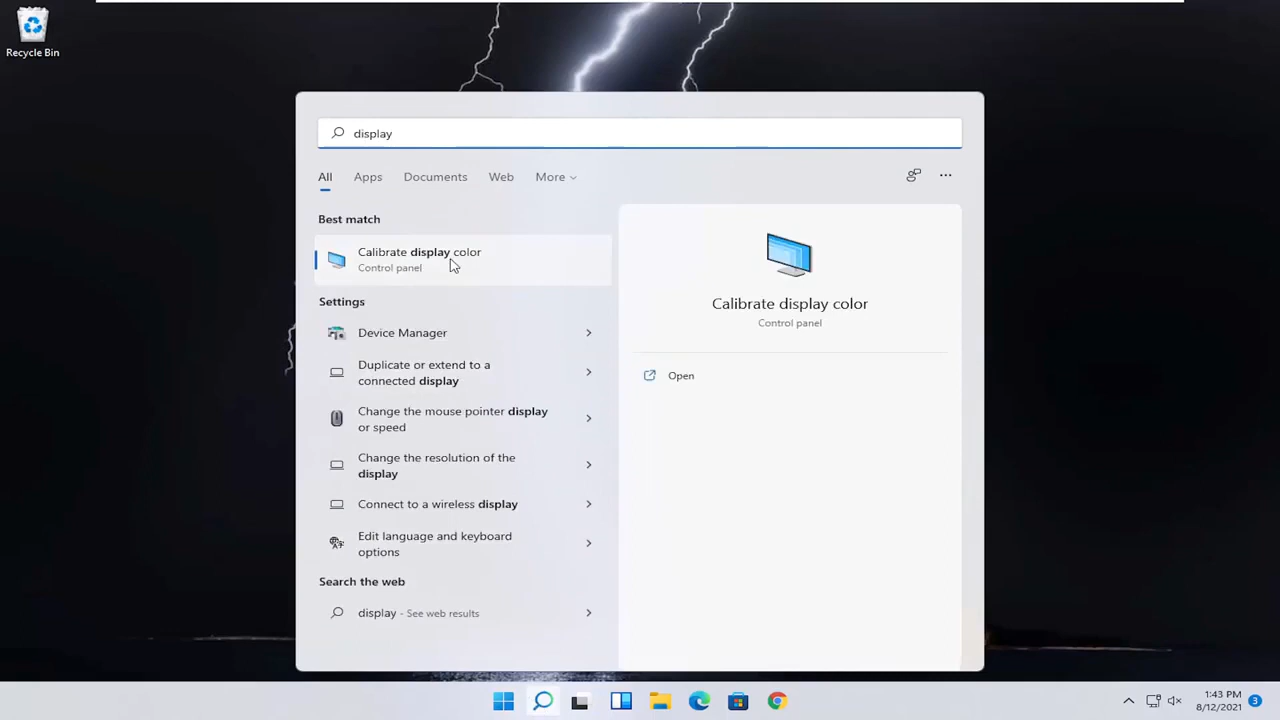 Recycle Bin
display
All Apps Documents Web More
Best match
Calibrate display color
Control panel
Settings
Device Manager
Duplicate or extend to a
connected display
Change the mouse pointer display
or speed
Change the resolution of the
display
Connect to a wireless display
Edit language and keyboard
options
Search the web
display - See web results
Calibrate display color
Control panel
Open
1:43 PM
8/12/2021
3